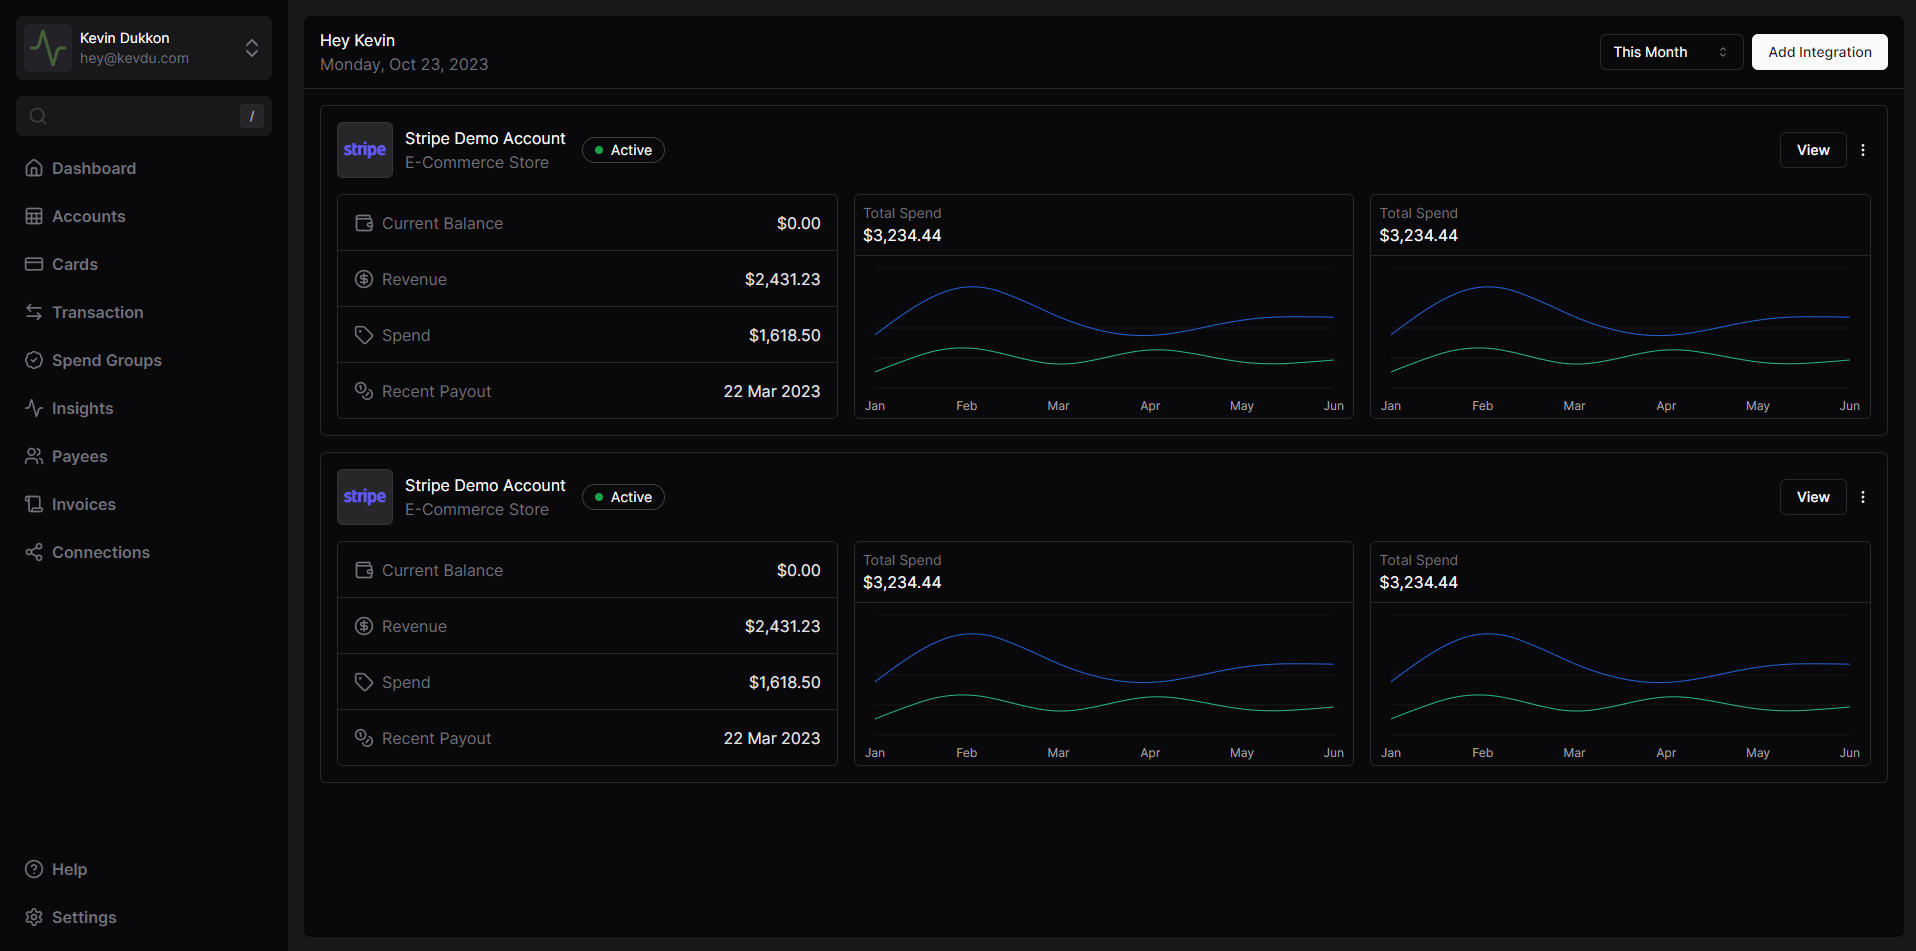 Kevin Dukkon
hey@kevdu.com
/
Dashboard
Accounts
Cards
Transaction
Spend Groups
Insights
Payees
Invoices
Connections
Help
Settings
Hey Kevin
Monday, Oct 23, 2023
This Month
Add Integration
stripe
Stripe Demo Account
E-Commerce Store
Active
View
Current Balance $0.00
Revenue $2,431.23
Spend $1,618.50
Recent Payout 22 Mar 2023
Total Spend
$3,234.44
Jan Feb Mar Apr May Jun
Total Spend
$3,234.44
Jan Feb Mar Apr May Jun
stripe
Stripe Demo Account
E-Commerce Store
Active
View
Current Balance $0.00
Revenue $2,431.23
Spend $1,618.50
Recent Payout 22 Mar 2023
Total Spend
$3,234.44
Jan Feb Mar Apr May Jun
Total Spend
$3,234.44
Jan Feb Mar Apr May Jun